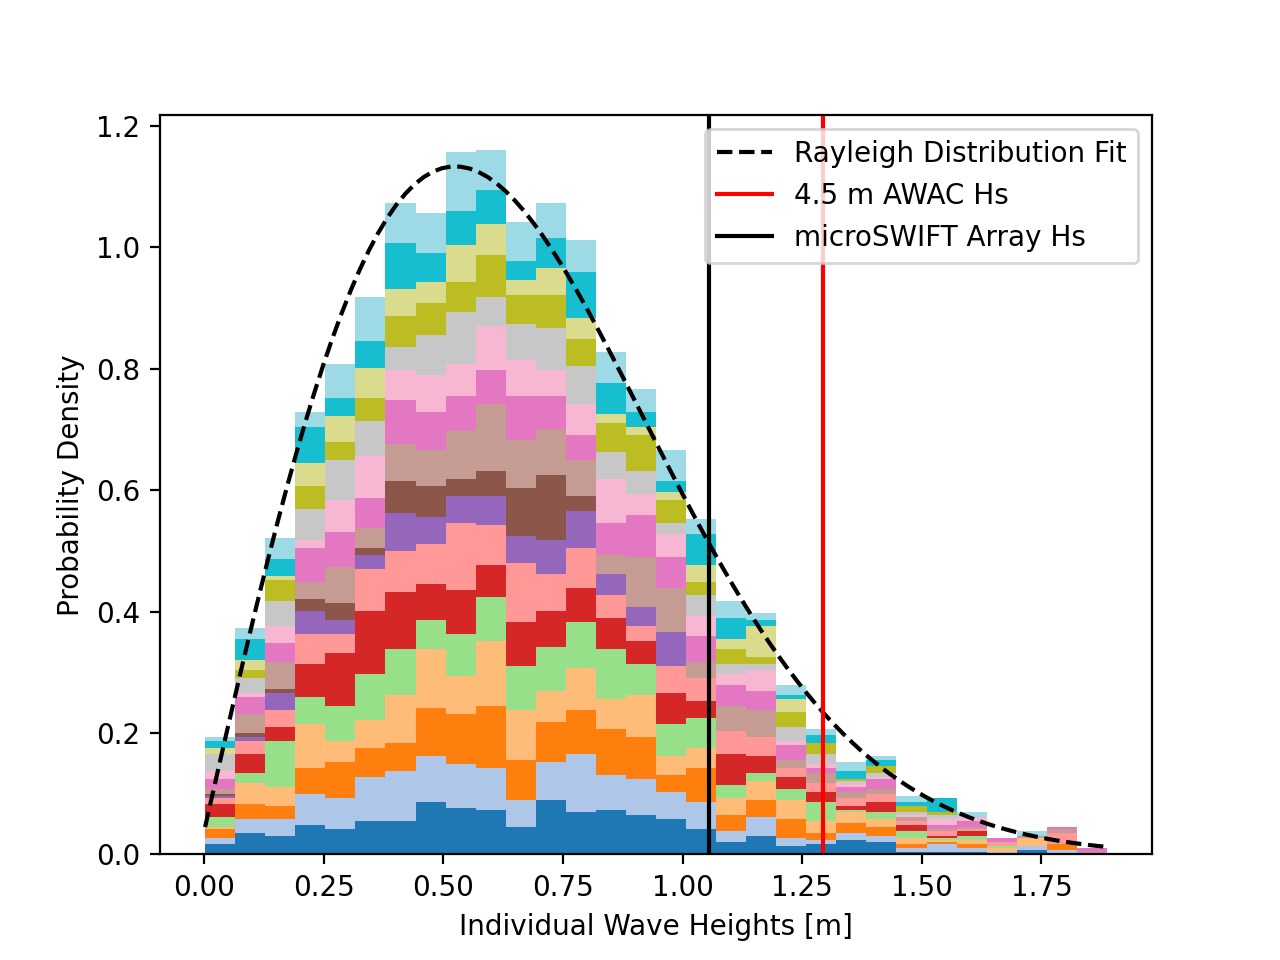 1.2
1.0
0.8
0.6
0.4
0.2
0.0
Probability Density
Rayleigh Distribution Fit
4.5 m AWAC Hs
microSWIFT Array Hs
0.00 0.25 0.50 0.75 1.00 1.25 1.50 1.75
Individual Wave Heights [m]